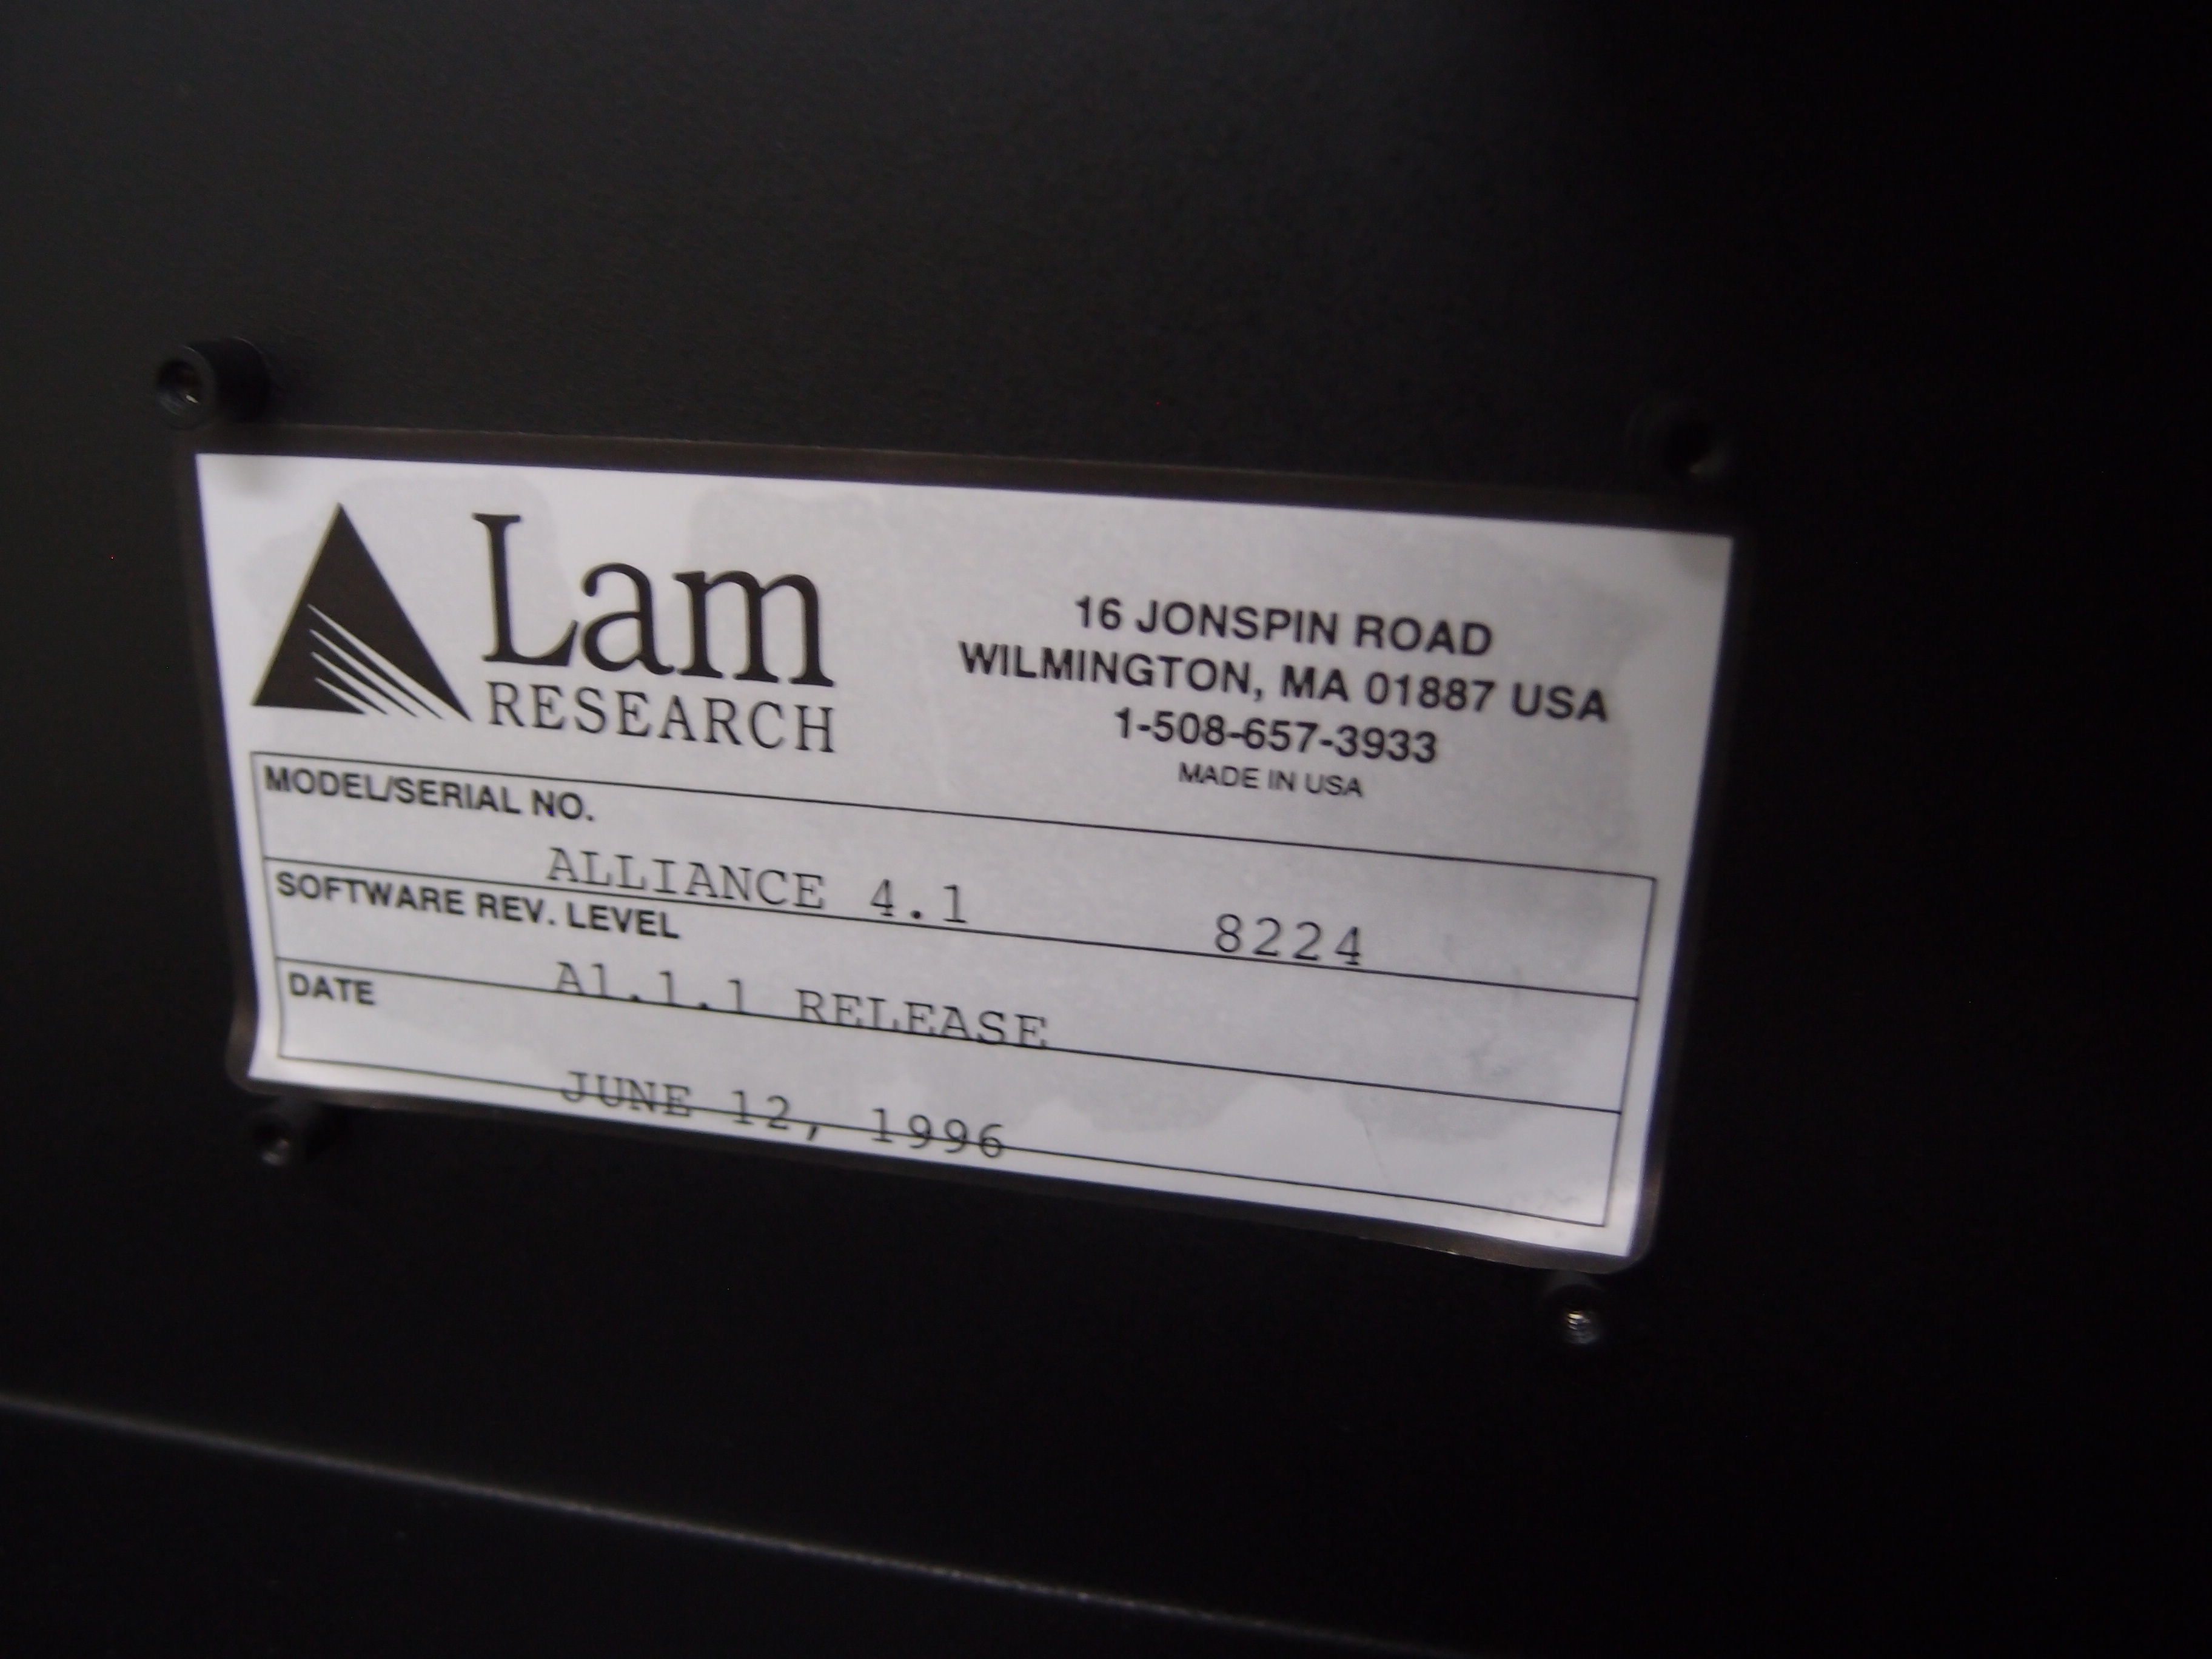 Lam
RESEARCH
16 JONSPIN ROAD
WILMINGTON, MA 01887 USA
1-508-657-3933
MADE IN USA
MODEL/SERIAL NO.
ALLIANCE 4.1 8224
SOFTWARE REV. LEVEL
A1.1.1 RELEASE
DATE
JUNE 12, 1996